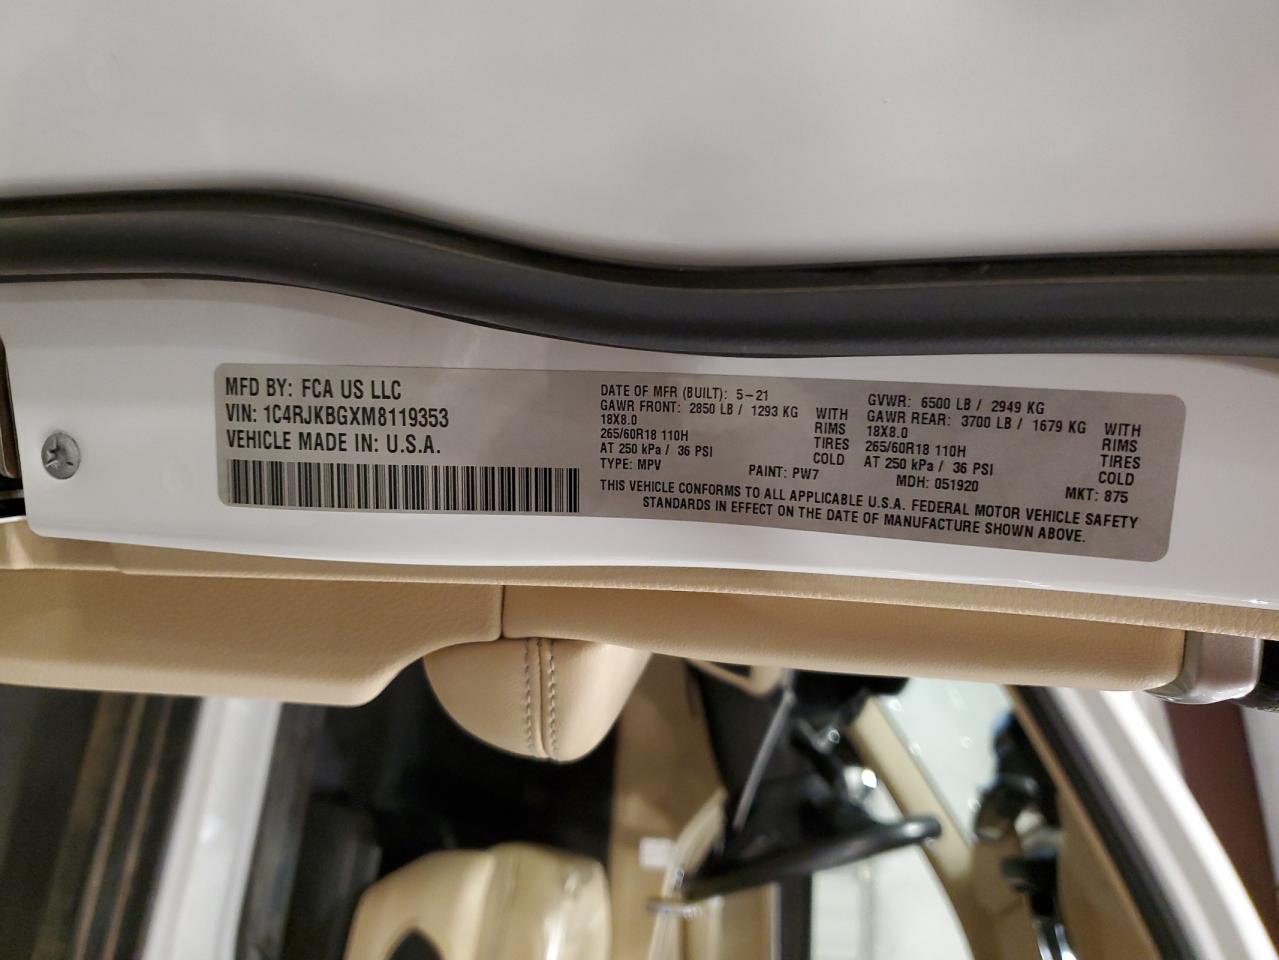 MFD BY: FCA US LLC
VIN: 1C4RJKBGXM8119353
VEHICLE MADE IN: U.S.A.
DATE OF MFR (BUILT): 5-21
GAWR FRONT: 2850 LB / 1293 KG WITH
18X8.0 RIMS
265/60R18 110H TIRES
AT 250 kPa / 36 PSI COLD
TYPE: MPV PAINT: PW7
GVWR: 6500 LB / 2949 KG
GAWR REAR: 3700 LB / 1679 KG WITH
18X8.0 RIMS
265/60R18 110H TIRES
AT 250 kPa / 36 PSI COLD
MDH: 051920 MKT: 875
THIS VEHICLE CONFORMS TO ALL APPLICABLE U.S.A. FEDERAL MOTOR VEHICLE SAFETY
STANDARDS IN EFFECT ON THE DATE OF MANUFACTURE SHOWN ABOVE.